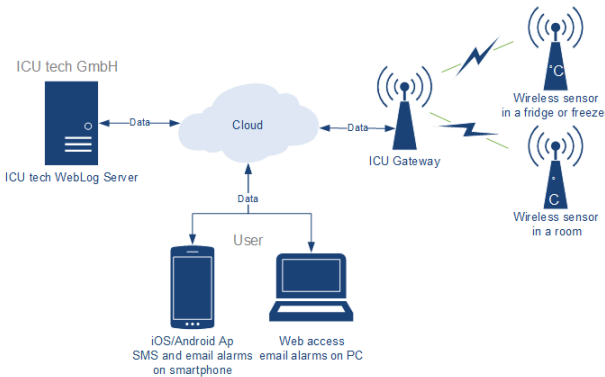 ICU tech GmbH
Data
Cloud
Data
ICU Gateway
°C
Wireless sensor
in a fridge or freeze
ICU tech WebLog Server
Data
°
C
Wireless sensor
in a room
User
iOS/Android Ap
SMS and email alarms
on smartphone
Web access
email alarms on PC